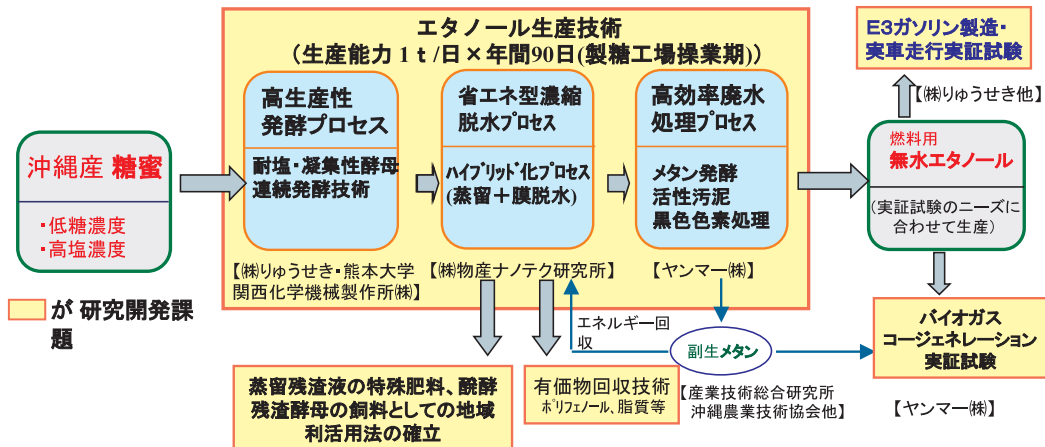 エタノール生産技術
(生産能力 1t/日×年間90日(製糖工場操業期))
E3ガソリン製造・
実車走行実証試験
【㈱りゅうせき他】
沖縄産 糖蜜
・低糖濃度
・高塩濃度
高生産性
発酵プロセス
耐塩・凝集性酵母
連続発酵技術
省エネ型濃縮
脱水プロセス
ハイブリッド化プロセス
(蒸留+膜脱水)
高効率廃水
処理プロセス
メタン発酵
活性汚泥
黒色色素処理
燃料用
無水エタノール
(実証試験のニーズに
合わせて生産)
【㈱りゅうせき・熊本大学
関西化学機械製作所㈱】
【㈱物産ナノテク研究所】
【ヤンマー㈱】
が 研究開発課
題
エネルギー回
収
副生メタン
バイオガス
コージェネレーション
実証試験
【ヤンマー㈱】
蒸留残渣液の特殊肥料、醗酵
残渣酵母の飼料としての地域
利活用法の確立
有価物回収技術
ポリフェノール、脂質等
【産業技術総合研究所
沖縄農業技術協会他】